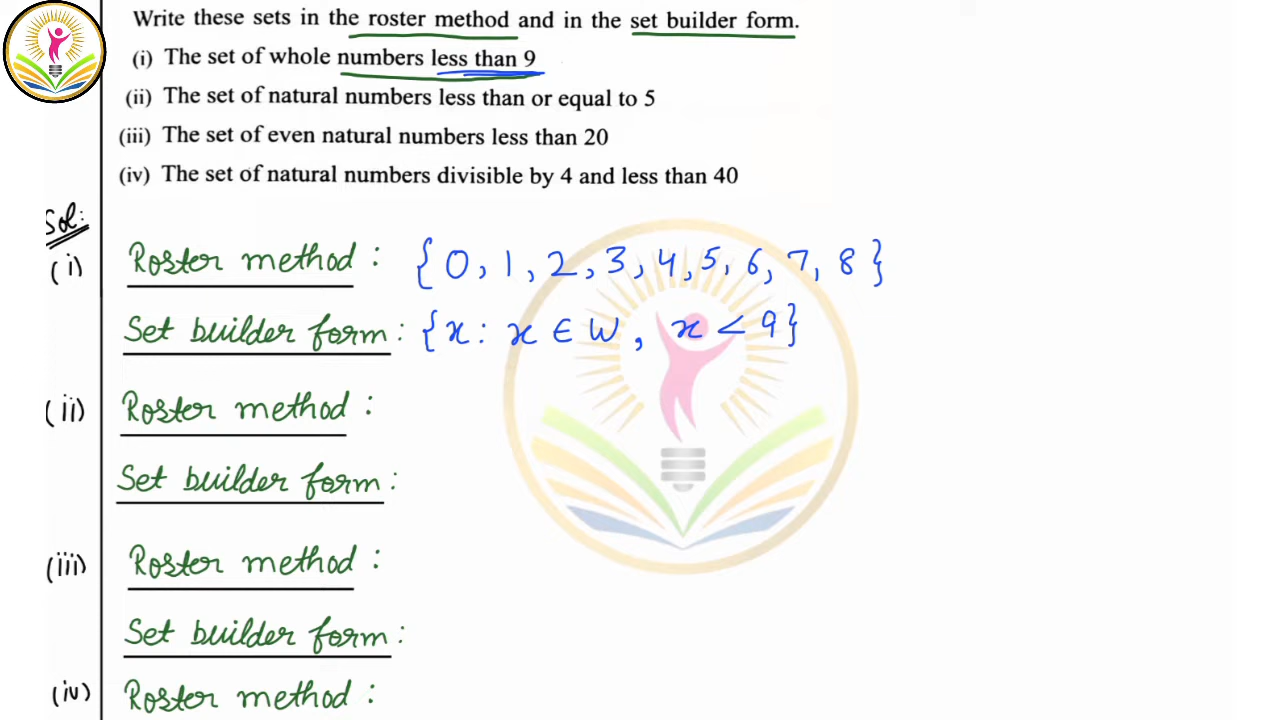 Write these sets in the roster method and in the set builder form.
(i) The set of whole numbers less than 9
(ii) The set of natural numbers less than or equal to 5
(iii) The set of even natural numbers less than 20
(iv) The set of natural numbers divisible by 4 and less than 40
Sol:
(i) Roster method : { 0, 1, 2, 3, 4, 5, 6, 7, 8 }
Set builder form : { x : x ∈ W, x < 9 }
(ii) Roster method :
Set builder form :
(iii) Roster method :
Set builder form :
(iv) Roster method :